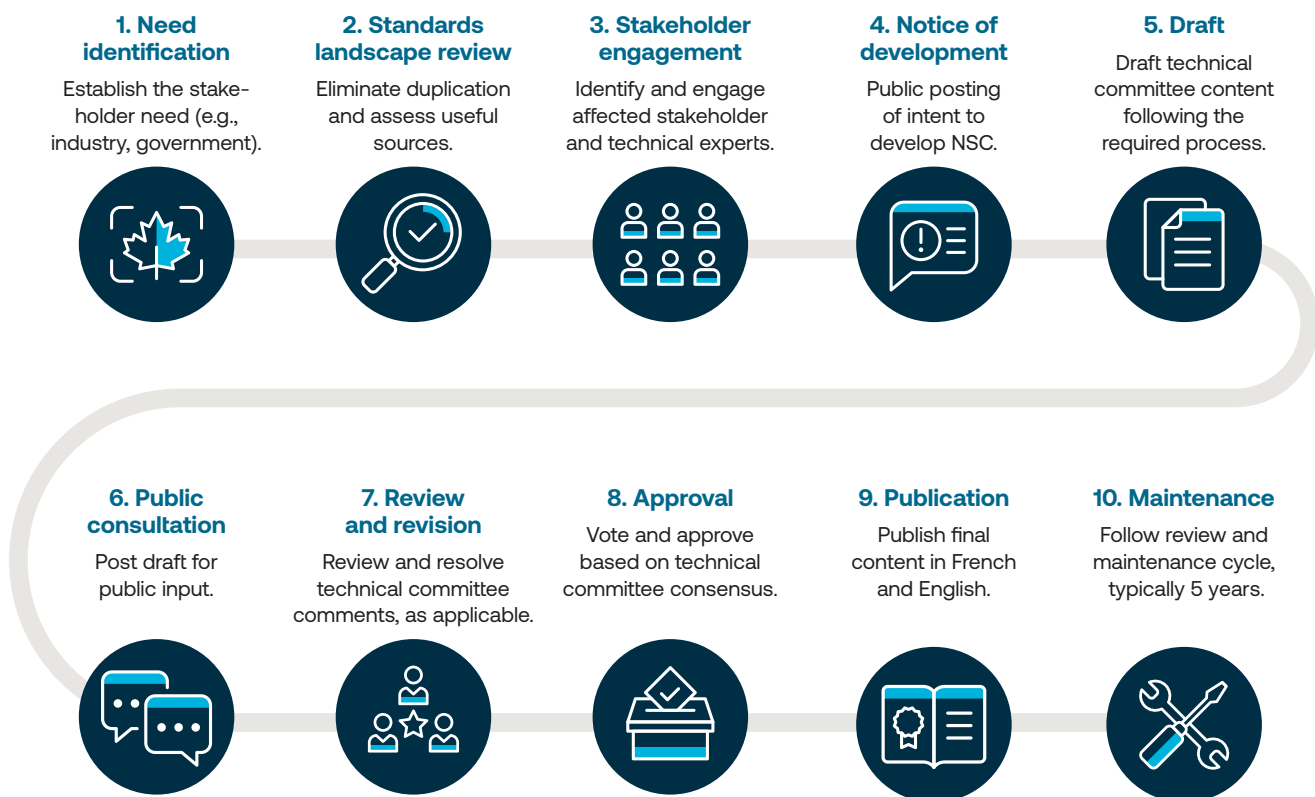 1. Need
identification
Establish the stake-
holder need (e.g.,
industry, government).
2. Standards
landscape review
Eliminate duplication
and assess useful
sources.
3. Stakeholder
engagement
Identify and engage
affected stakeholder
and technical experts.
4. Notice of
development
Public posting
of intent to
develop NSC.
5. Draft
Draft technical
committee content
following the
required process.
6. Public
consultation
Post draft for
public input.
7. Review
and revision
Review and resolve
technical committee
comments, as applicable.
8. Approval
Vote and approve
based on technical
committee consensus.
9. Publication
Publish final
content in French
and English.
10. Maintenance
Follow review and
maintenance cycle,
typically 5 years.